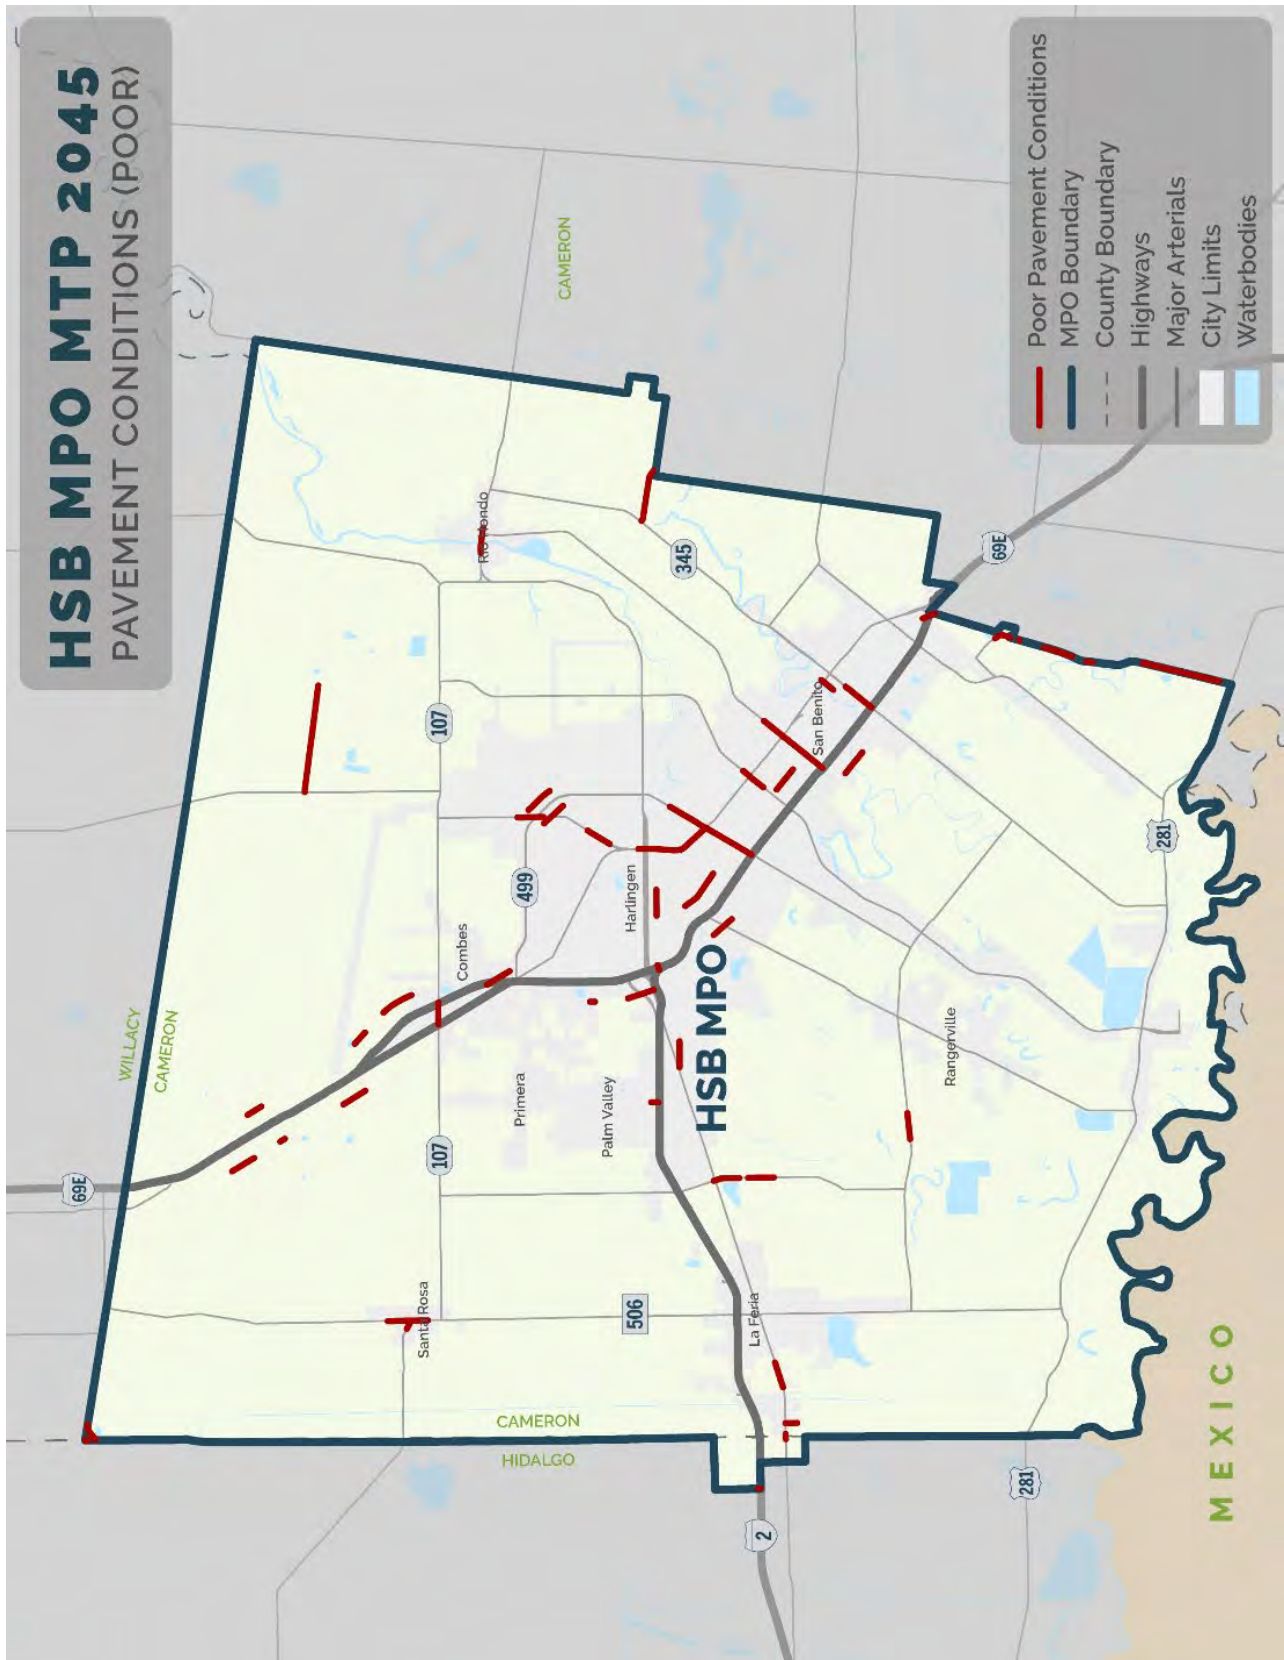 HSB MPO MTP 2045
PAVEMENT CONDITIONS (POOR)
Poor Pavement Conditions
MPO Boundary
County Boundary
Highways
Major Arterials
City Limits
Waterbodies
WILLACY
CAMERON
69E
CAMERON
Rio Hondo
345
69E
107
499
Combes
Harlingen
San Benito
281
107
Primera
Palm Valley
HSB MPO
Rangerville
Santa Rosa
506
La Feria
CAMERON
HIDALGO
2
281
MEXICO